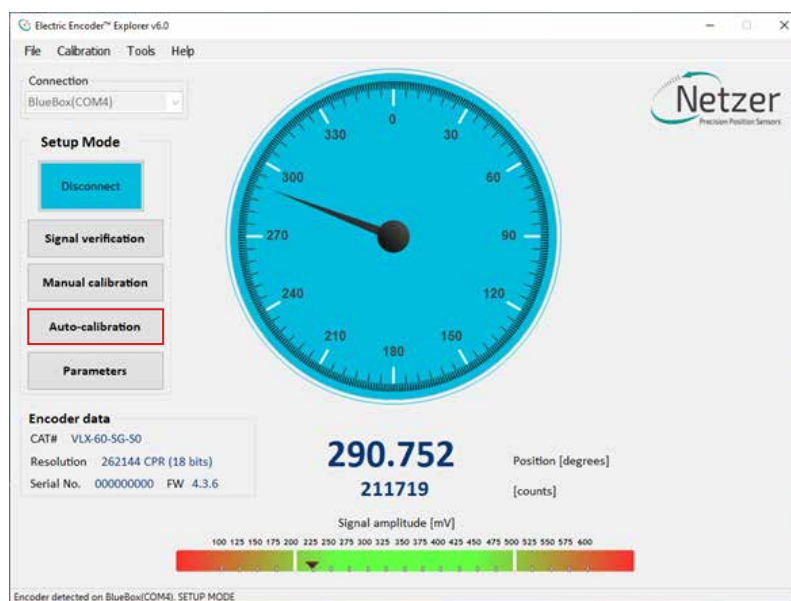 Electric Encoder™ Explorer v6.0
File Calibration Tools Help
Connection
BlueBox(COM4)
Netzer
Precision Position Sensors
Setup Mode
Disconnect
Signal verification
Manual calibration
Auto-calibration
Parameters
0
30
60
90
120
150
180
210
240
270
300
330
Encoder data
CAT# VLX-60-SG-S0
Resolution 262144 CPR (18 bits)
Serial No. 000000000 FW 4.3.6
290.752 Position [degrees]
211719 [counts]
Signal amplitude [mV]
100 125 150 175 200 225 250 275 300 325 350 375 400 425 450 475 500 525 550 575 600
Encoder detected on BlueBox(COM4). SETUP MODE